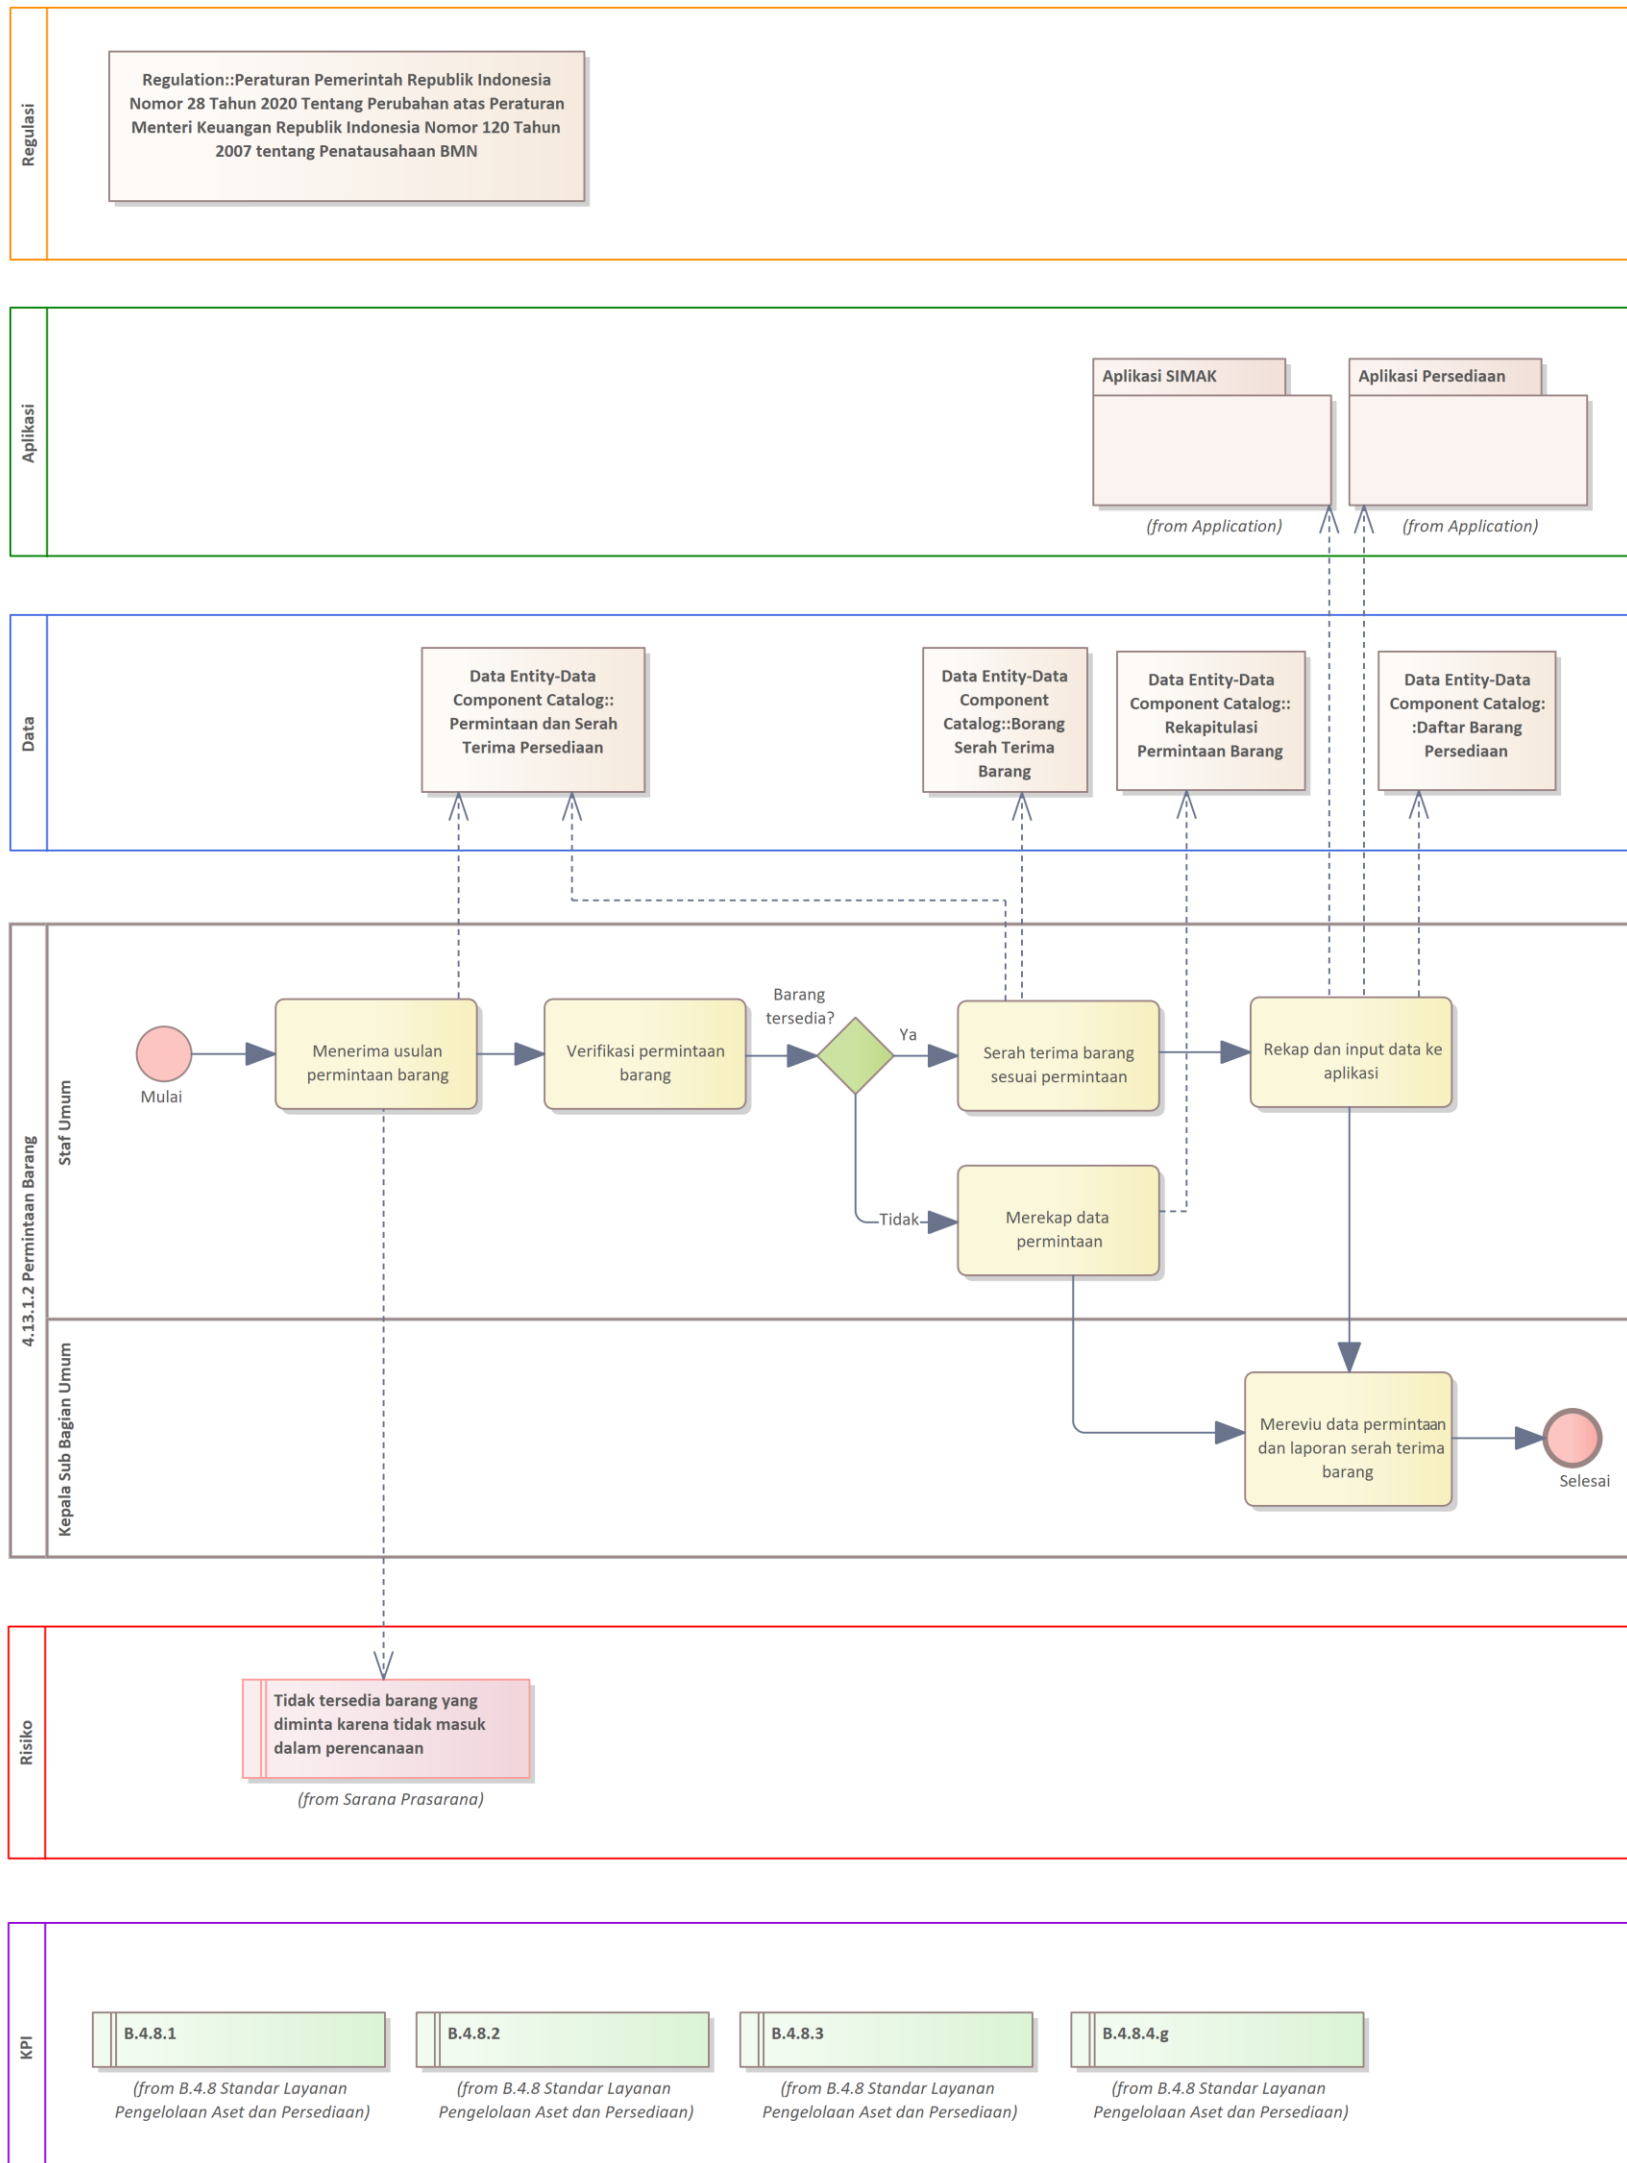 Regulasi
Regulation::Peraturan Pemerintah Republik Indonesia
Nomor 28 Tahun 2020 Tentang Perubahan atas Peraturan
Menteri Keuangan Republik Indonesia Nomor 120 Tahun
2007 tentang Penatausahaan BMN
Aplikasi
Aplikasi SIMAK
(from Application)
Aplikasi Persediaan
(from Application)
Data
Data Entity-Data
Component Catalog::
Permintaan dan Serah
Terima Persediaan
Data Entity-Data
Component
Catalog::Borang
Serah Terima
Barang
Data Entity-Data
Component Catalog::
Rekapitulasi
Permintaan Barang
Data Entity-Data
Component Catalog:
:Daftar Barang
Persediaan
4.13.1.2 Permintaan Barang
Staf Umum
Mulai
Menerima usulan
permintaan barang
Verifikasi permintaan
barang
Barang
tersedia?
Ya
Serah terima barang
sesuai permintaan
Rekap dan input data ke
aplikasi
Tidak
Merekap data
permintaan
Kepala Sub Bagian Umum
Mereviu data permintaan
dan laporan serah terima
barang
Selesai
Risiko
Tidak tersedia barang yang
diminta karena tidak masuk
dalam perencanaan
(from Sarana Prasarana)
KPI
B.4.8.1
(from B.4.8 Standar Layanan
Pengelolaan Aset dan Persediaan)
B.4.8.2
(from B.4.8 Standar Layanan
Pengelolaan Aset dan Persediaan)
B.4.8.3
(from B.4.8 Standar Layanan
Pengelolaan Aset dan Persediaan)
B.4.8.4.g
(from B.4.8 Standar Layanan
Pengelolaan Aset dan Persediaan)